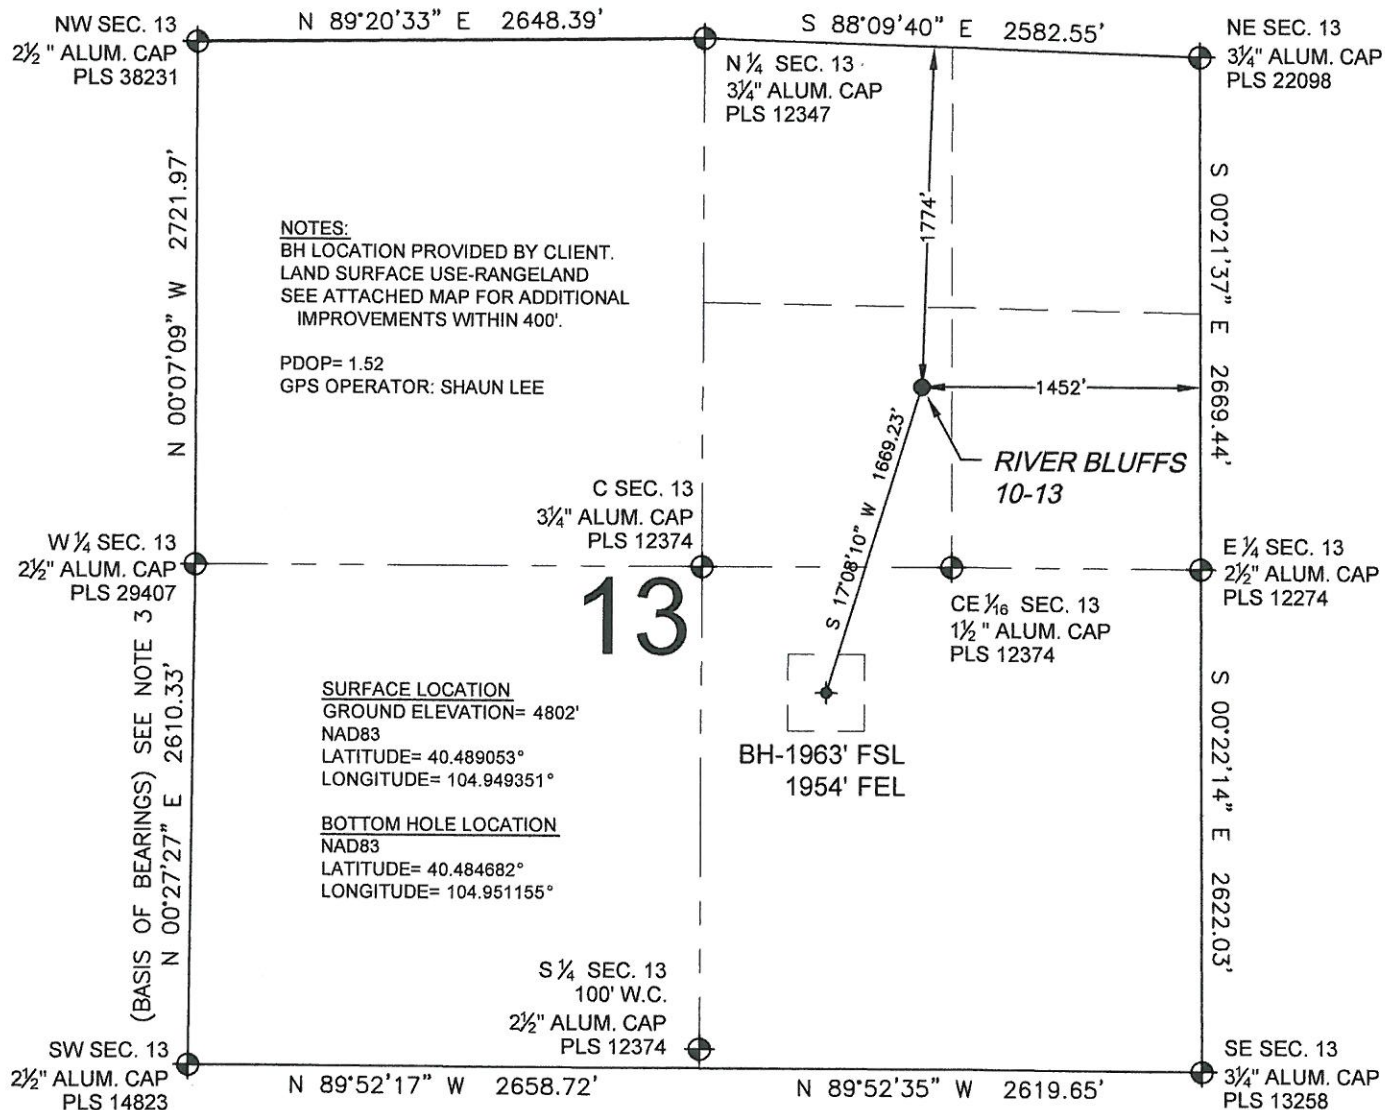 NW SEC. 13
2½" ALUM. CAP
PLS 38231
N 89°20'33" E 2648.39'
S 88°09'40" E 2582.55'
NE SEC. 13
3¼" ALUM. CAP
PLS 22098
N ¼ SEC. 13
3¼" ALUM. CAP
PLS 12347
N 00°07'09" W 2721.97'
NOTES:
BH LOCATION PROVIDED BY CLIENT.
LAND SURFACE USE-RANGELAND
SEE ATTACHED MAP FOR ADDITIONAL
IMPROVEMENTS WITHIN 400'.
PDOP= 1.52
GPS OPERATOR: SHAUN LEE
1774'
S 00°21'37" E 2669.44'
1452'
RIVER BLUFFS
10-13
S 17°08'10" W 1669.23'
C SEC. 13
3¼" ALUM. CAP
PLS 12374
W ¼ SEC. 13
2½" ALUM. CAP
PLS 29407
13
E ¼ SEC. 13
2½" ALUM. CAP
PLS 12274
CE 1⁄16 SEC. 13
1½" ALUM. CAP
PLS 12374
(BASIS OF BEARINGS) SEE NOTE 3
N 00°27'27" E 2610.33'
SURFACE LOCATION
GROUND ELEVATION= 4802'
NAD83
LATITUDE= 40.489053°
LONGITUDE= 104.949351°
BOTTOM HOLE LOCATION
NAD83
LATITUDE= 40.484682°
LONGITUDE= 104.951155°
BH-1963' FSL
1954' FEL
S 00°22'14" E 2622.03'
S ¼ SEC. 13
100' W.C.
2½" ALUM. CAP
PLS 12374
SW SEC. 13
2½" ALUM. CAP
PLS 14823
N 89°52'17" W 2658.72'
N 89°52'35" W 2619.65'
SE SEC. 13
3¼" ALUM. CAP
PLS 13258